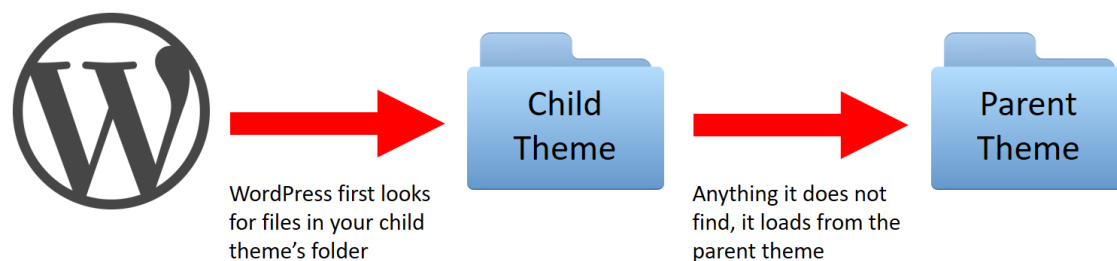 Child
Theme
Parent
Theme
WordPress first looks
for files in your child
theme's folder
Anything it does not
find, it loads from the
parent theme